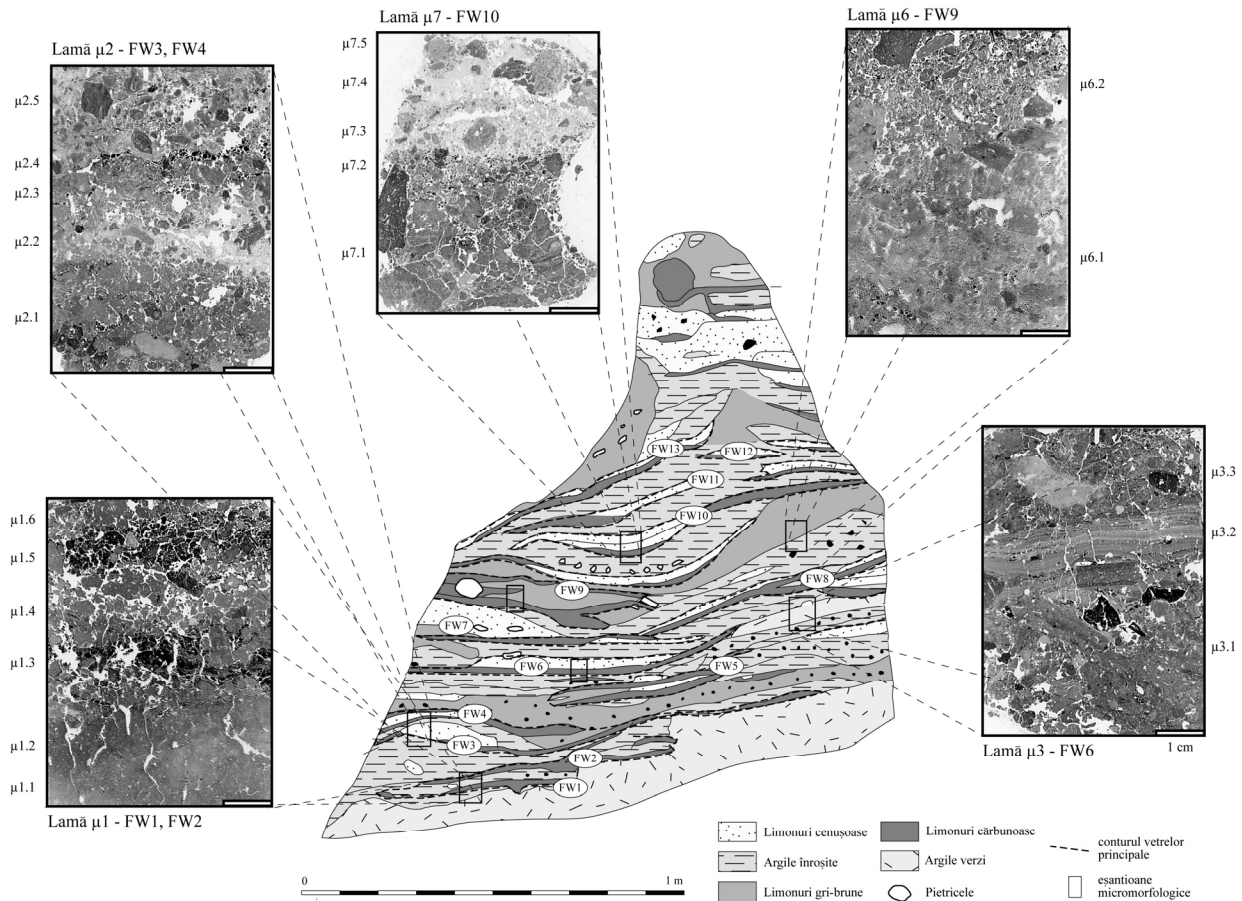 Lamă µ7 - FW10
Lamă µ6 - FW9
Lamă µ2 - FW3, FW4
µ7.5
µ7.4
µ7.3
µ7.2
µ7.1
µ6.2
µ6.1
µ2.5
µ2.4
µ2.3
µ2.2
µ2.1
FW13
FW12
FW11
FW10
FW9
FW8
FW7
FW6
FW5
FW4
FW3
FW2
FW1
µ3.3
µ3.2
µ3.1
1 cm
Lamă µ3 - FW6
µ1.6
µ1.5
µ1.4
µ1.3
µ1.2
µ1.1
Lamă µ1 - FW1, FW2
0
1 m
Limonuri cenușoase
Argile înroșite
Limonuri gri-brune
Limonuri cărbunoase
Argile verzi
Pietricele
conturul vetrelor
principale
eșantioane
micromorfologice